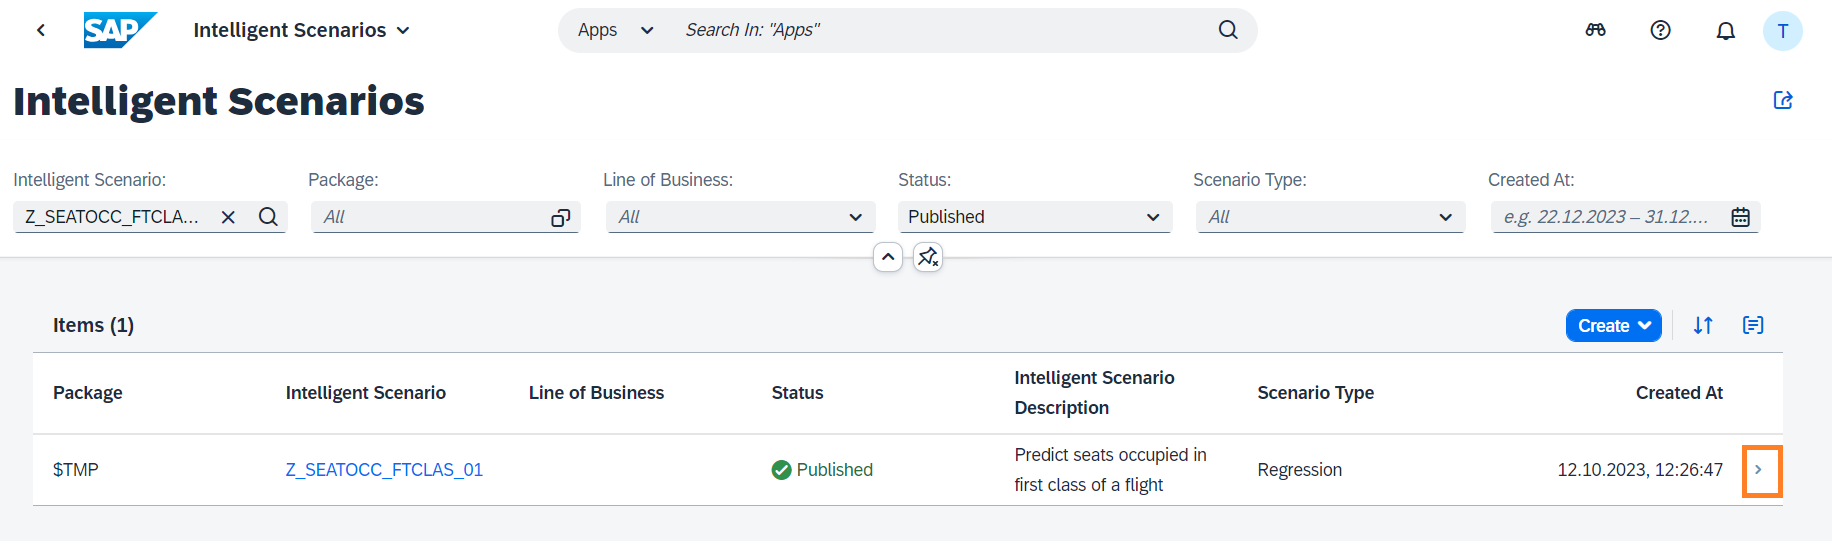 SAP
Intelligent Scenarios
Apps
Search In: "Apps"
T
Intelligent Scenarios
Intelligent Scenario:
Package:
Line of Business:
Status:
Scenario Type:
Created At:
Z_SEATOCC_FTCLA...
All
All
Published
All
e.g. 22.12.2023 – 31.12....
Items (1)
Create
Package
Intelligent Scenario
Line of Business
Status
Intelligent Scenario
Description
Scenario Type
Created At
$TMP
Z_SEATOCC_FTCLAS_01
Published
Predict seats occupied in
first class of a flight
Regression
12.10.2023, 12:26:47